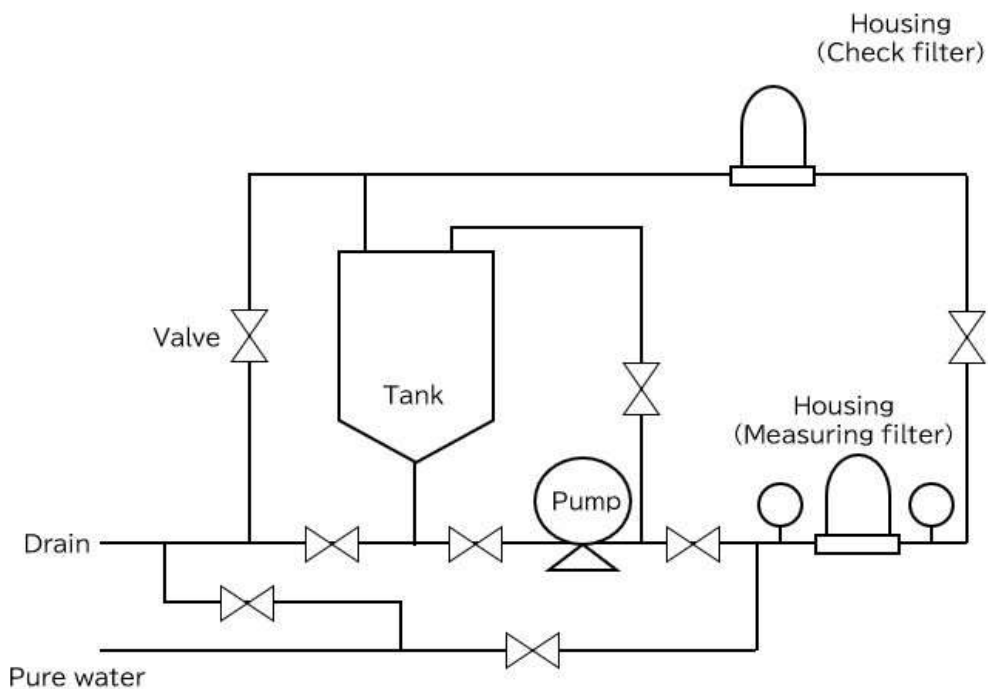 Housing
(Check filter)
Valve
Tank
Housing
(Measuring filter)
Pump
Drain
Pure water